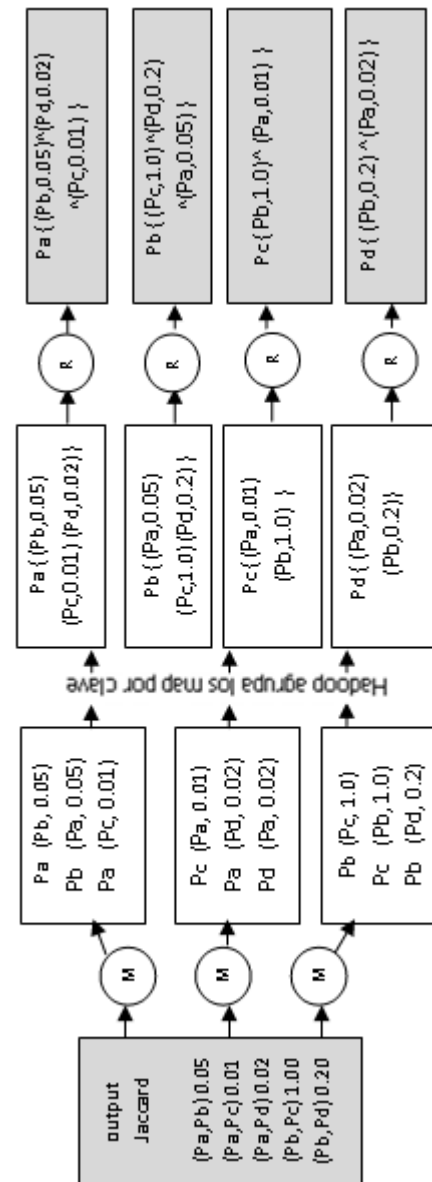 output
Jaccard
(Pa,Pb) 0.05
(Pa,Pc) 0.01
(Pa,Pd) 0.02
(Pb,Pc) 1.00
(Pb,Pd) 0.20
M
M
M
Pa (Pb, 0.05)
Pb (Pa, 0.05)
Pa (Pc, 0.01)
Pc (Pa, 0.01)
Pa (Pd, 0.02)
Pd (Pa, 0.02)
Pb (Pc, 1.0)
Pc (Pb, 1.0)
Pb (Pd, 0.2)
Hadoop agrupa los map por clave
Pa { (Pb,0.05)
(Pc,0.01) (Pd,0.02) }
Pb { (Pa,0.05)
(Pc,1.0) (Pd,0.2) }
Pc { (Pa,0.01)
(Pb,1.0) }
Pd { (Pa,0.02)
(Pb,0.2)}
R
R
R
R
Pa { (Pb,0.05)^(Pd,0.02)
^(Pc,0.01) }
Pb { (Pc,1.0) ^(Pd,0.2)
^(Pa,0.05) }
Pc { Pb,1.0)^ (Pa,0.01) }
Pd { (Pb,0.2) ^(Pa,0.02) }